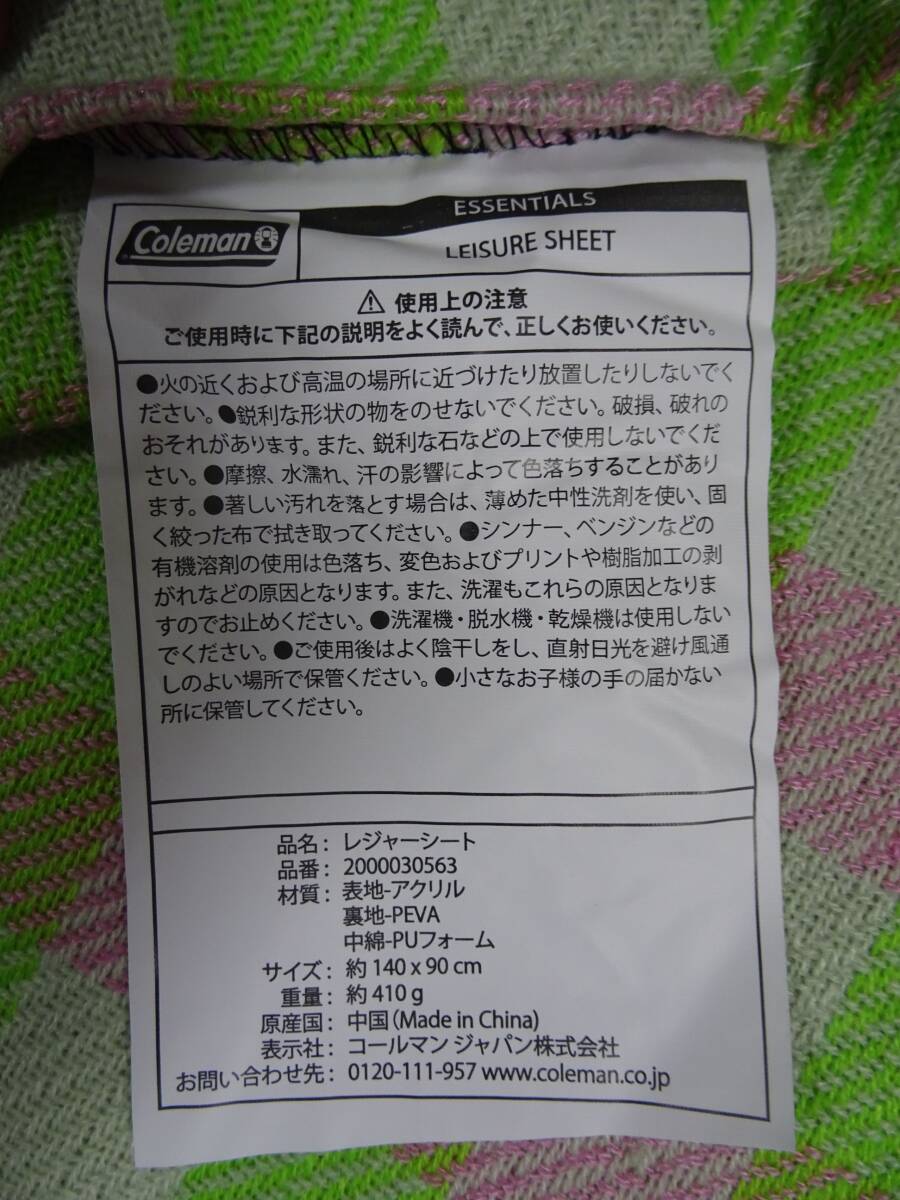 Coleman
ESSENTIALS
LEISURE SHEET
⚠ 使用上の注意
ご使用時に下記の説明をよく読んで、正しくお使いください。
●火の近くおよび高温の場所に近づけたり放置したりしないでく
ださい。●鋭利な形状の物をのせないでください。破損、破れの
おそれがあります。また、鋭利な石などの上で使用しないでくだ
さい。●摩擦、水濡れ、汗の影響によって色落ちすることがあり
ます。●著しい汚れを落とす場合は、薄めた中性洗剤を使い、固
く絞った布で拭き取ってください。●シンナー、ベンジンなどの
有機溶剤の使用は色落ち、変色およびプリントや樹脂加工の剥
がれなどの原因となります。また、洗濯もこれらの原因となりま
すのでお止めください。●洗濯機・脱水機・乾燥機は使用しない
でください。●ご使用後はよく陰干しをし、直射日光を避け風通
しのよい場所で保管ください。●小さなお子様の手の届かない
所に保管してください。
品名： レジャーシート
品番： 2000030563
材質： 表地-アクリル
裏地-PEVA
中綿-PUフォーム
サイズ： 約 140 x 90 cm
重量： 約 410 g
原産国： 中国（Made in China)
表示社： コールマン ジャパン株式会社
お問い合わせ先： 0120-111-957 www.coleman.co.jp